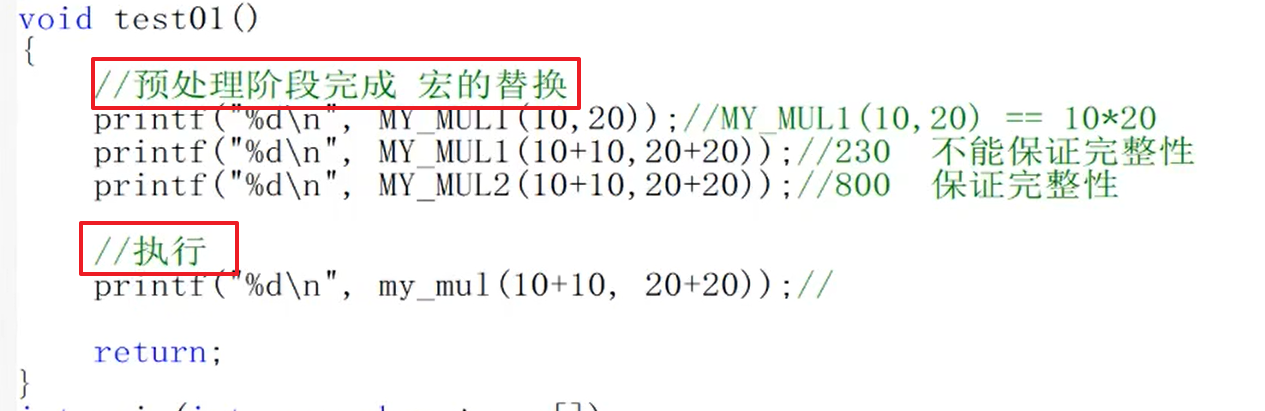 void test01()
{
//预处理阶段完成 宏的替换
printf("%d\n", MY_MUL1(10,20));//MY_MUL1(10,20) == 10*20
printf("%d\n", MY_MUL1(10+10,20+20));//230 不能保证完整性
printf("%d\n", MY_MUL2(10+10,20+20));//800 保证完整性
//执行
printf("%d\n", my_mul(10+10, 20+20));//
return;
}